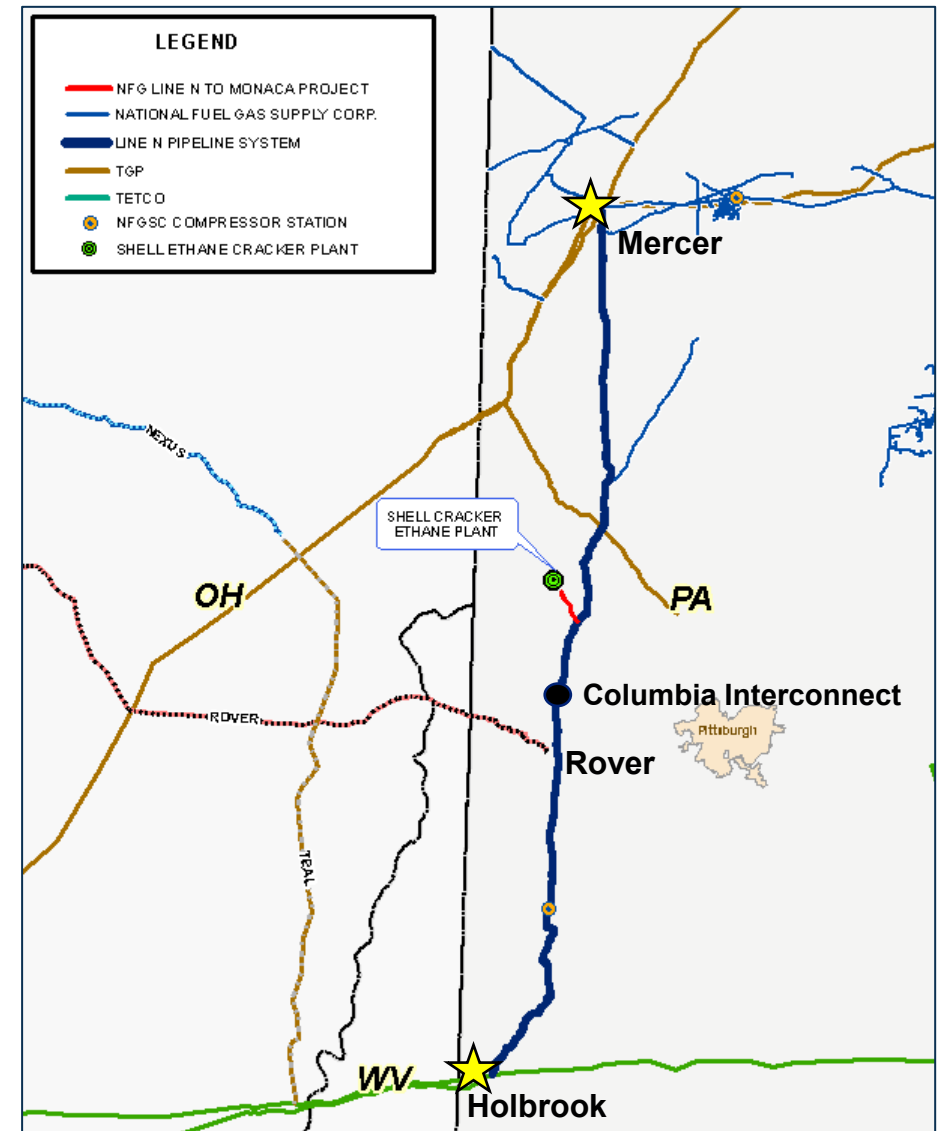 LEGEND
NFG LINE N TO MONACA PROJECT
NATIONAL FUEL GAS SUPPLY CORP.
LINE N PIPELINE SYSTEM
TGP
TETCO
NFGSC COMPRESSOR STATION
SHELL ETHANE CRACKER PLANT
Mercer
NEXUS
SHELL CRACKER
ETHANE PLANT
OH
PA
Columbia Interconnect
ROVER
Pittsburgh
Rover
TEAL
WV
Holbrook